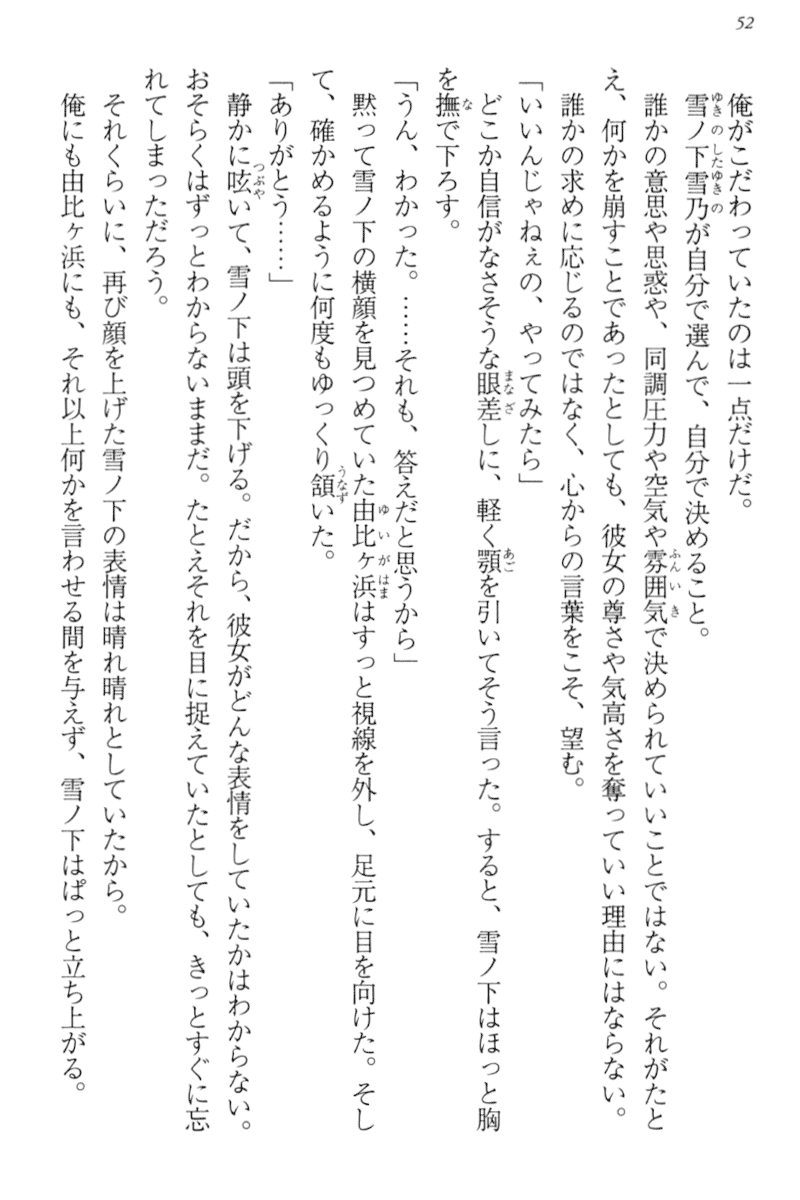 52
俺がこだわっていたのは一点だけだ。
雪ノ下雪乃が自分で選んで、自分で決めること。
誰かの意思や思惑や、同調圧力や空気や雰囲気で決められていいことではない。それがたと
え、何かを崩すことであったとしても、彼女の尊さや気高さを奪っていい理由にはならない。
誰かの求めに応じるのではなく、心からの言葉をこそ、望む。
「いいんじゃねぇの、やってみたら」
どこか自信がなさそうな眼差しに、軽く顎を引いてそう言った。すると、雪ノ下はほっと胸
を撫で下ろす。
「うん、わかった。……それも、答えだと思うから」
黙って雪ノ下の横顔を見つめていた由比ヶ浜はすっと視線を外し、足元に目を向けた。そし
て、確かめるように何度もゆっくり頷いた。
「ありがとう……」
静かに呟いて、雪ノ下は頭を下げる。だから、彼女がどんな表情をしていたかはわからない。
おそらくはずっとわからないままだ。たとえそれを目に捉えていたとしても、きっとすぐに忘
れてしまっただろう。
それくらいに、再び顔を上げた雪ノ下の表情は晴れ晴れとしていたから。
俺にも由比ヶ浜にも、それ以上何かを言わせる間を与えず、雪ノ下はぱっと立ち上がる。